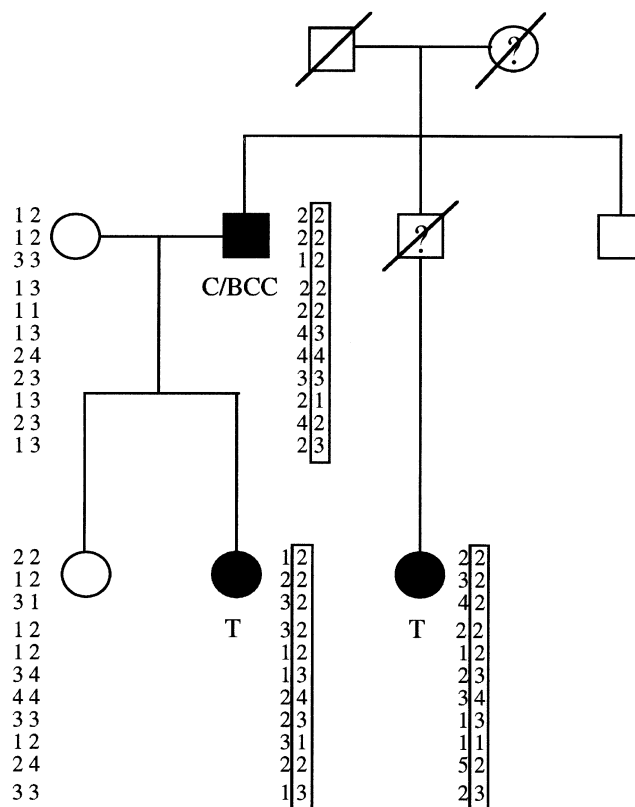 ?
1 2 2 2
1 2 2 2
3 3 1 2
?
C/BCC
1 3 2 2
1 1 2 2
1 3 4 3
2 4 4 4
2 3 3 3
1 3 2 1
2 3 4 2
1 3 2 3
2 2 1 2 2 2
1 2 2 2 3 2
3 1 3 2 4 2
T T
1 2 3 2 2 2
1 2 1 2 1 2
3 4 1 3 2 3
4 4 2 4 3 4
3 3 2 3 1 3
1 2 3 1 1 1
2 4 2 2 5 2
3 3 1 3 2 3